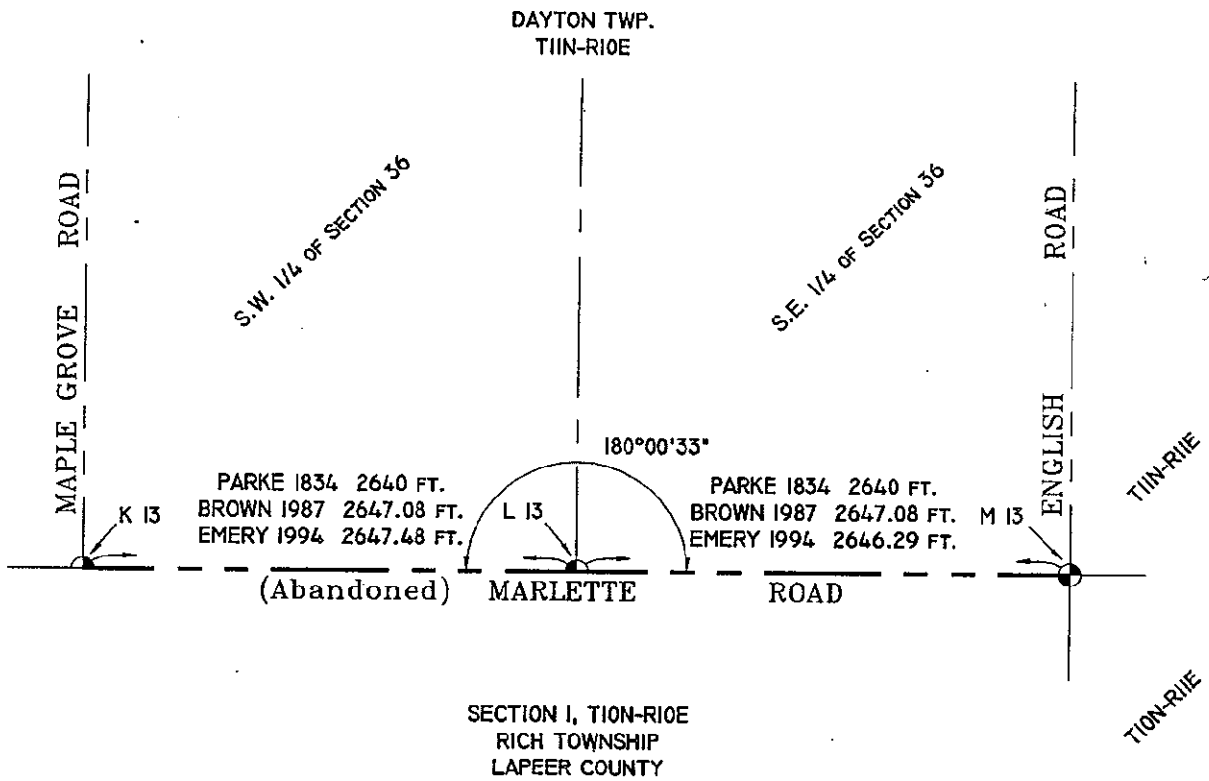 DAYTON TWP.
T11N-R10E
MAPLE GROVE ROAD
S.W. 1/4 OF SECTION 36
S.E. 1/4 OF SECTION 36
ENGLISH ROAD
T11N-R11E
180°00'33"
PARKE 1834 2640 FT.
BROWN 1987 2647.08 FT.
EMERY 1994 2647.48 FT.
K 13
L 13
PARKE 1834 2640 FT.
BROWN 1987 2647.08 FT.
EMERY 1994 2646.29 FT.
M 13
(Abandoned) MARLETTE ROAD
T10N-R11E
SECTION 1, T10N-R10E
RICH TOWNSHIP
LAPEER COUNTY